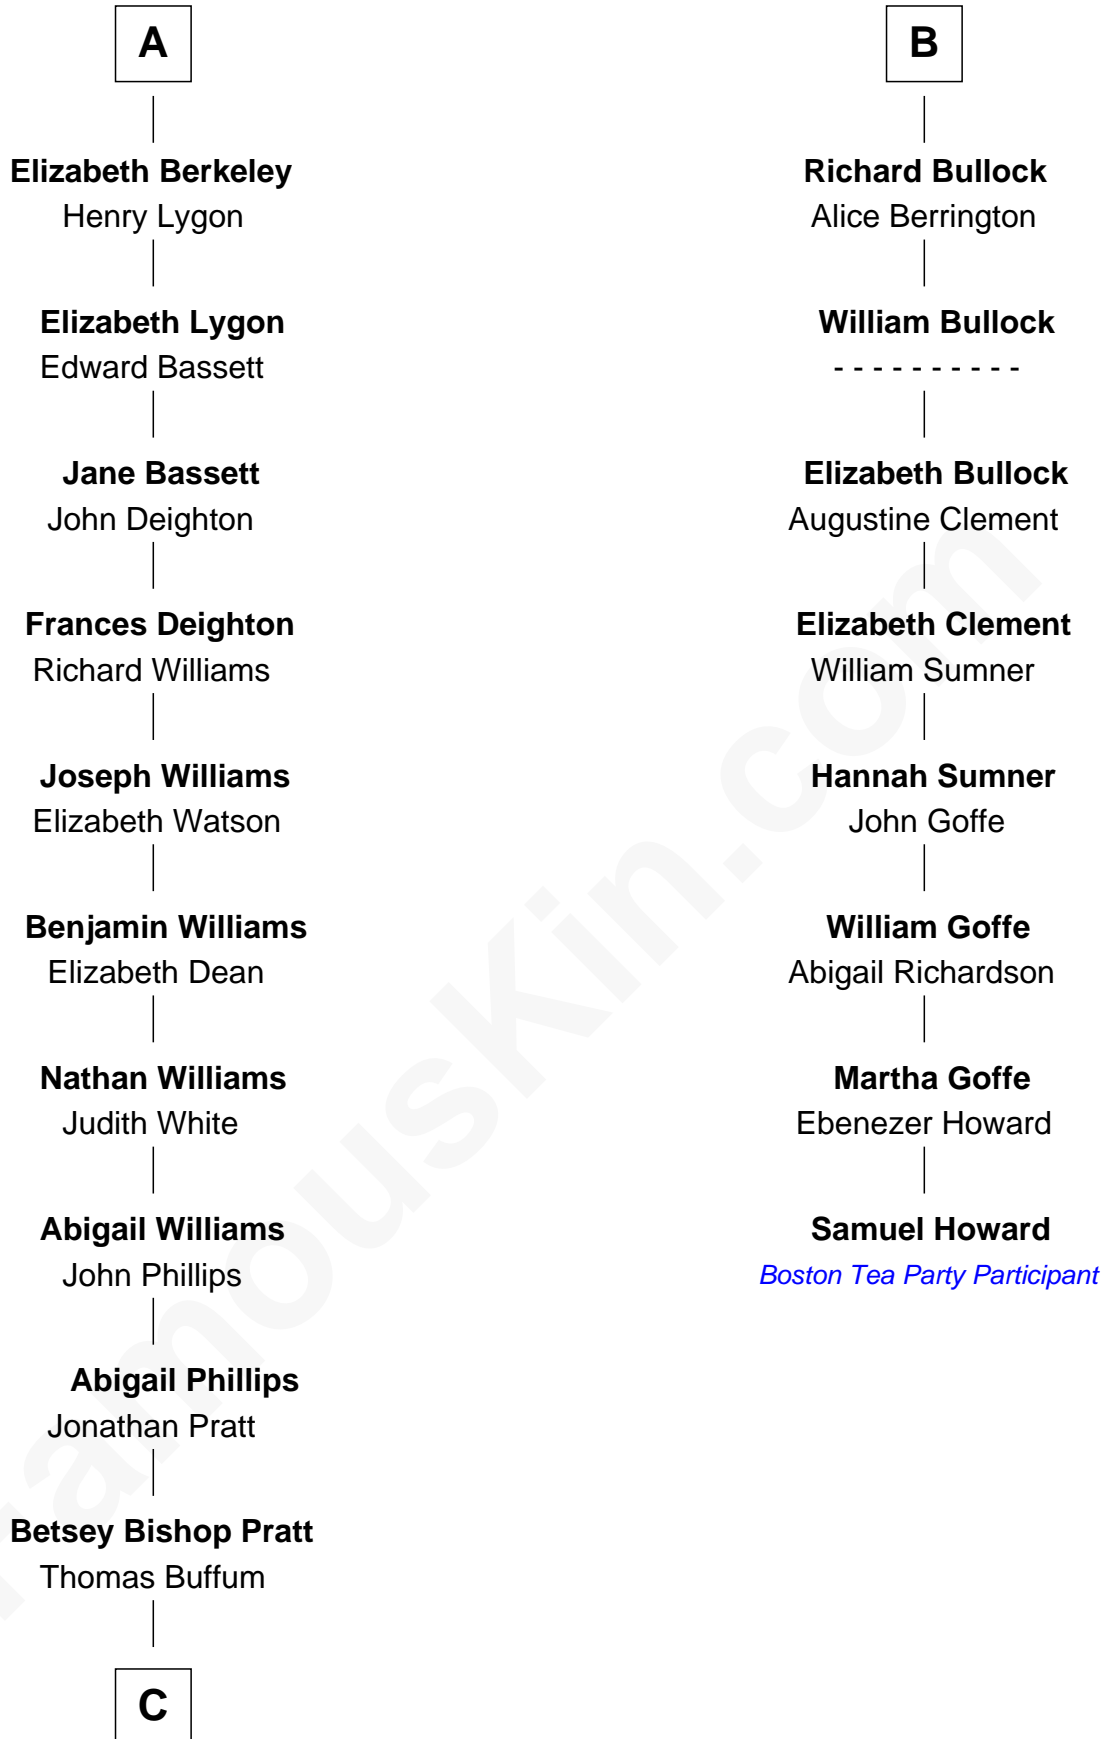 A
Elizabeth Berkeley
Henry Lygon
Elizabeth Lygon
Edward Bassett
Jane Bassett
John Deighton
Frances Deighton
Richard Williams
Joseph Williams
Elizabeth Watson
Benjamin Williams
Elizabeth Dean
Nathan Williams
Judith White
Abigail Williams
John Phillips
Abigail Phillips
Jonathan Pratt
Betsey Bishop Pratt
Thomas Buffum
C
B
Richard Bullock
Alice Berrington
William Bullock
- - - - - - - - - -
Elizabeth Bullock
Augustine Clement
Elizabeth Clement
William Sumner
Hannah Sumner
John Goffe
William Goffe
Abigail Richardson
Martha Goffe
Ebenezer Howard
Samuel Howard
Boston Tea Party Participant
FamousKin.com